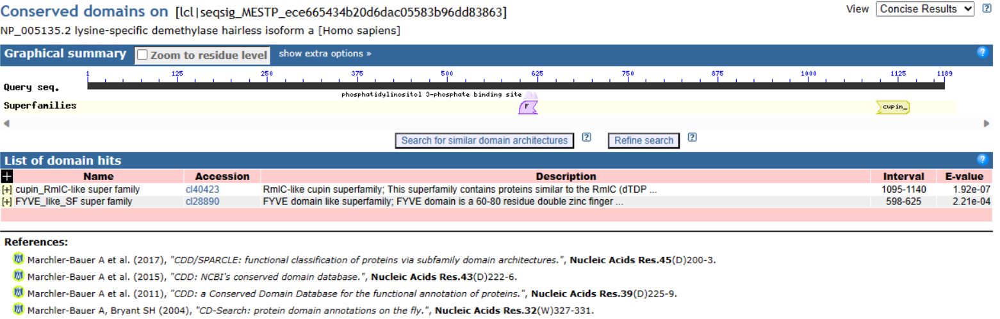 Conserved domains on [lcl|seqsig_MESTP_ece665434b20d6dac05583b96dd83863]
View Concise Results ?
NP_005135.2 lysine-specific demethylase hairless isoform a [Homo sapiens]
Graphical summary Zoom to residue level show extra options » ?
1 125 250 375 500 625 750 875 1000 1125 1189
Query seq.
phosphatidylinositol 3-phosphate binding site
Superfamilies F cupin_
Search for similar domain architectures ? Refine search ?
List of domain hits ?
+ Name Accession Description Interval E-value
[+] cupin_RmlC-like super family cl40423 RmlC-like cupin superfamily; This superfamily contains proteins similar to the RmlC (dTDP ... 1095-1140 1.92e-07
[+] FYVE_like_SF super family cl28890 FYVE domain like superfamily; FYVE domain is a 60-80 residue double zinc finger ... 598-625 2.21e-04
References:
Marchler-Bauer A et al. (2017), "CDD/SPARCLE: functional classification of proteins via subfamily domain architectures.", Nucleic Acids Res.45(D)200-3.
Marchler-Bauer A et al. (2015), "CDD: NCBI's conserved domain database.", Nucleic Acids Res.43(D)222-6.
Marchler-Bauer A et al. (2011), "CDD: a Conserved Domain Database for the functional annotation of proteins.", Nucleic Acids Res.39(D)225-9.
Marchler-Bauer A, Bryant SH (2004), "CD-Search: protein domain annotations on the fly.", Nucleic Acids Res.32(W)327-331.